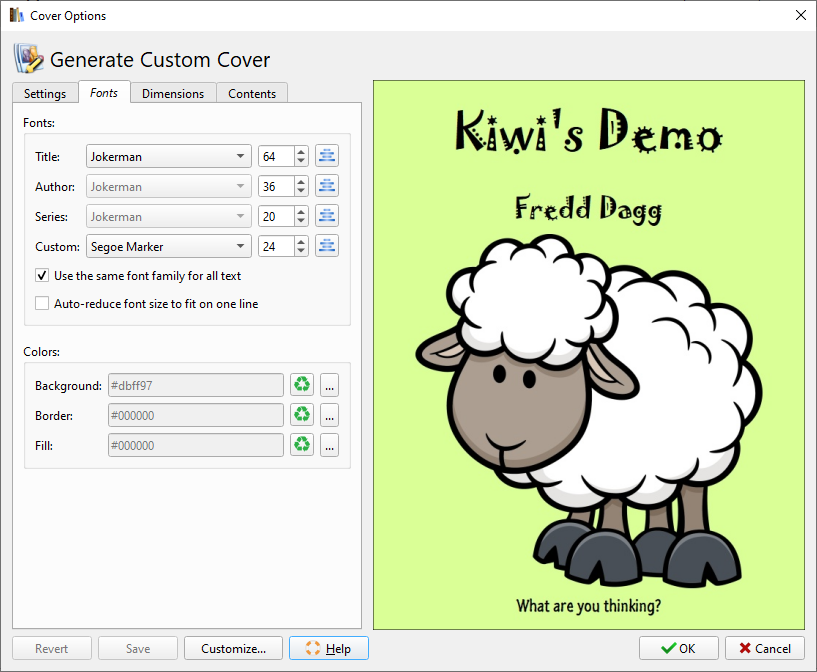 Cover Options
Generate Custom Cover
Settings Fonts Dimensions Contents
Fonts:
Title: Jokerman 64
Author: Jokerman 36
Series: Jokerman 20
Custom: Segoe Marker 24
Use the same font family for all text
Auto-reduce font size to fit on one line
Colors:
Background: #dbff97 ...
Border: #000000 ...
Fill: #000000 ...
Kiwi's Demo
Fredd Dagg
What are you thinking?
Revert Save Customize... Help OK Cancel